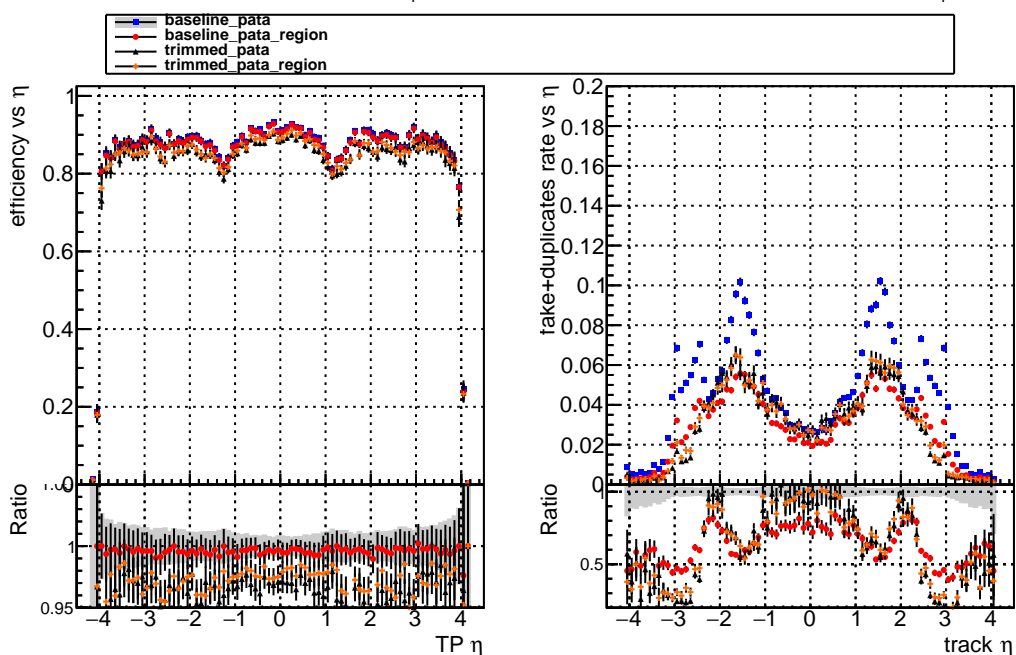 baseline_pata
baseline_pata_region
trimmed_pata
trimmed_pata_region
efficiency vs η
1
0.8
0.6
0.4
0.2
0
Ratio
1
0.95
−4 −3 −2 −1 0 1 2 3 4
TP η
fake+duplicates rate vs η
0.2
0.18
0.16
0.14
0.12
0.1
0.08
0.06
0.04
0.02
0
Ratio
0.5
−4 −3 −2 −1 0 1 2 3 4
track η